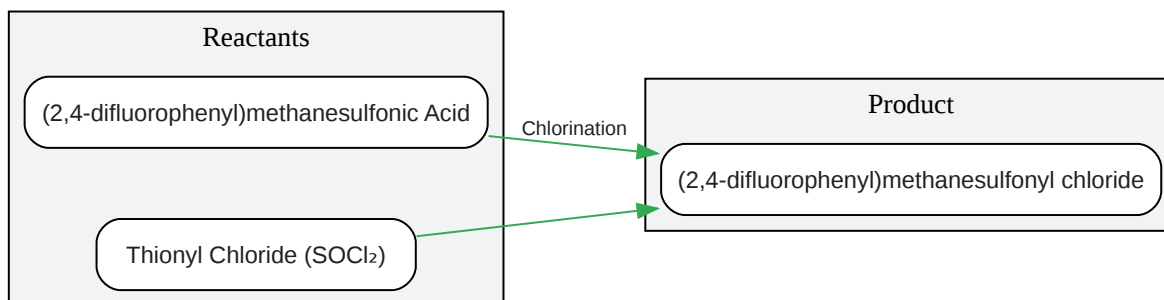 Reactants
(2,4-difluorophenyl)methanesulfonic Acid
Thionyl Chloride (SOCl₂)
Chlorination
Product
(2,4-difluorophenyl)methanesulfonyl chloride